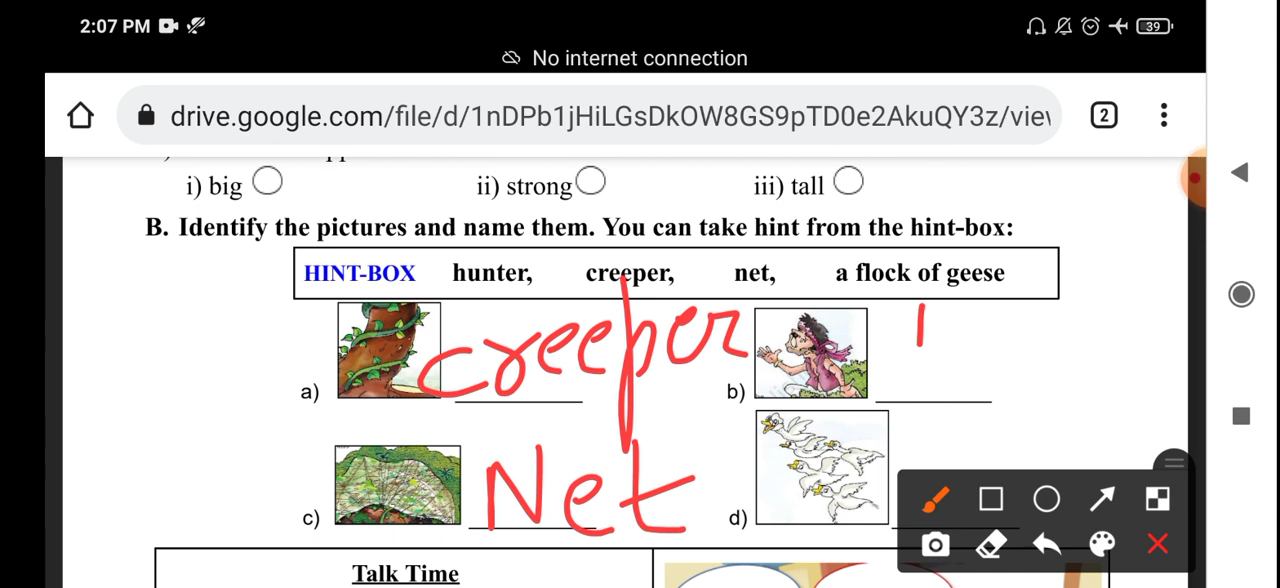 2:07 PM 39
No internet connection
drive.google.com/file/d/1nDPb1jHiLGsDkOW8GS9pTD0e2AkuQY3z/view 2
i) big ii) strong iii) tall
B. Identify the pictures and name them. You can take hint from the hint-box:
HINT-BOX hunter, creeper, net, a flock of geese
a) creeper b)
c) Net d)
Talk Time